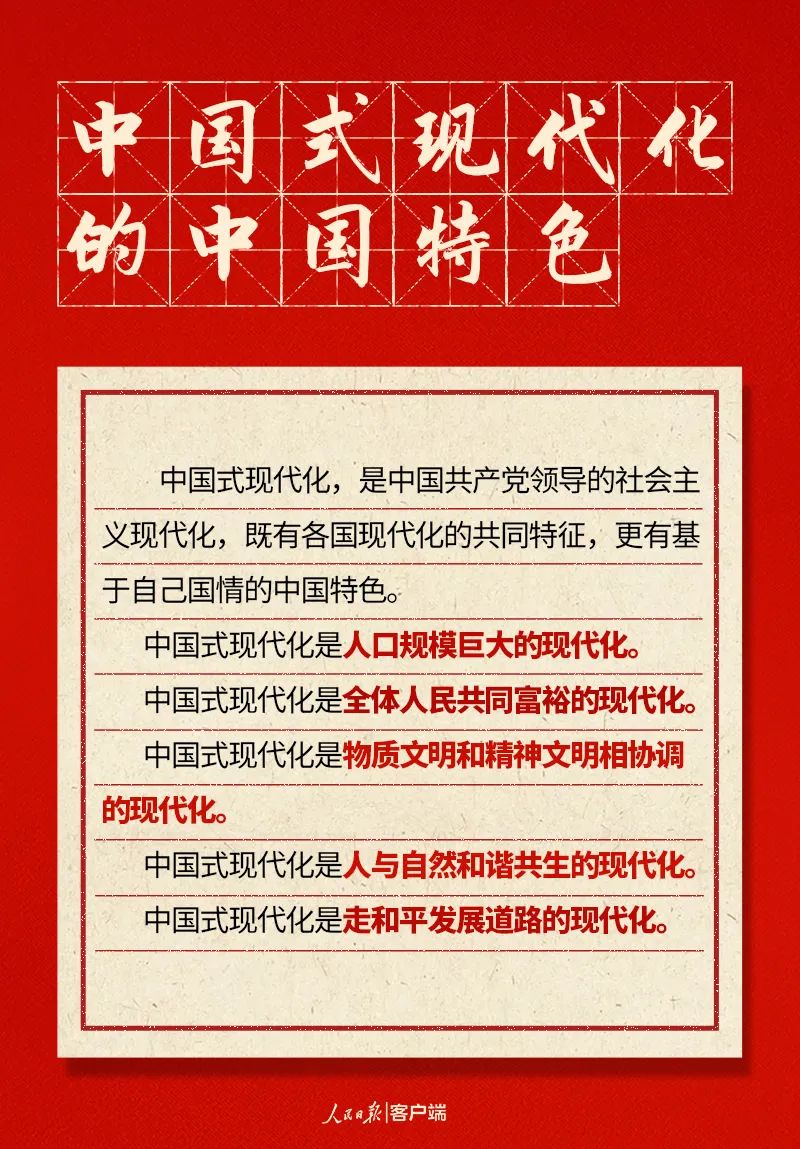 中国式现代化
的中国特色
中国式现代化，是中国共产党领导的社会主
义现代化，既有各国现代化的共同特征，更有基
于自己国情的中国特色。
中国式现代化是人口规模巨大的现代化。
中国式现代化是全体人民共同富裕的现代化。
中国式现代化是物质文明和精神文明相协调
的现代化。
中国式现代化是人与自然和谐共生的现代化。
中国式现代化是走和平发展道路的现代化。
人民日报|客户端